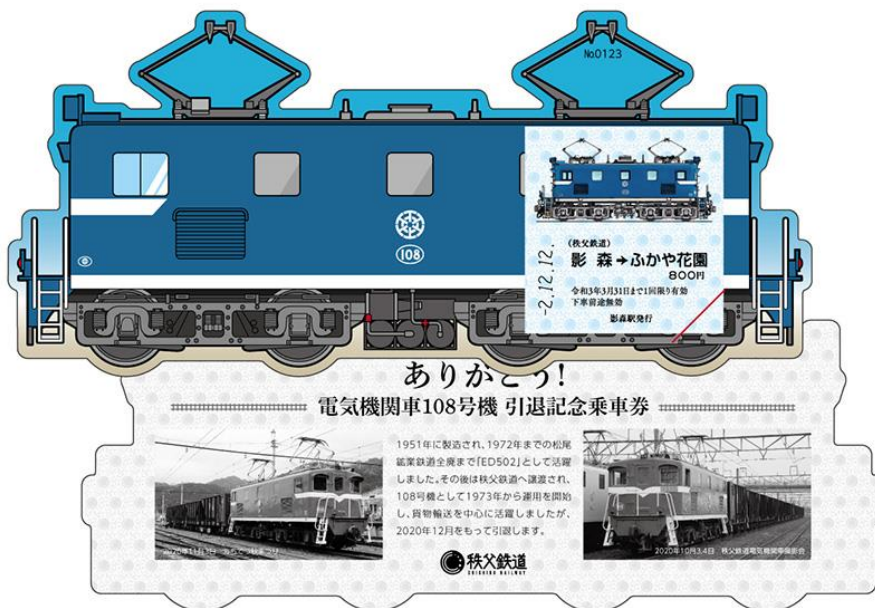 No.0123
108
-2.12.12.
(秩父鉄道)
影 森→ふかや花園
800円
令和3年3月31日まで1回限り有効
下車前途無効
影森駅発行
ありがとう!
電気機関車108号機 引退記念乗車券
1951年に製造され、1972年までの松尾
鉱業鉄道全廃まで「ED502」として活躍
しました。その後は秩父鉄道へ譲渡され、
108号機として1973年から運用を開始
し、貨物輸送を中心に活躍しましたが、
2020年12月をもって引退します。
2020年10月3,4日 秩父鉄道電気機関車撮影会
秩父鉄道
CHICHIBU RAILWAY